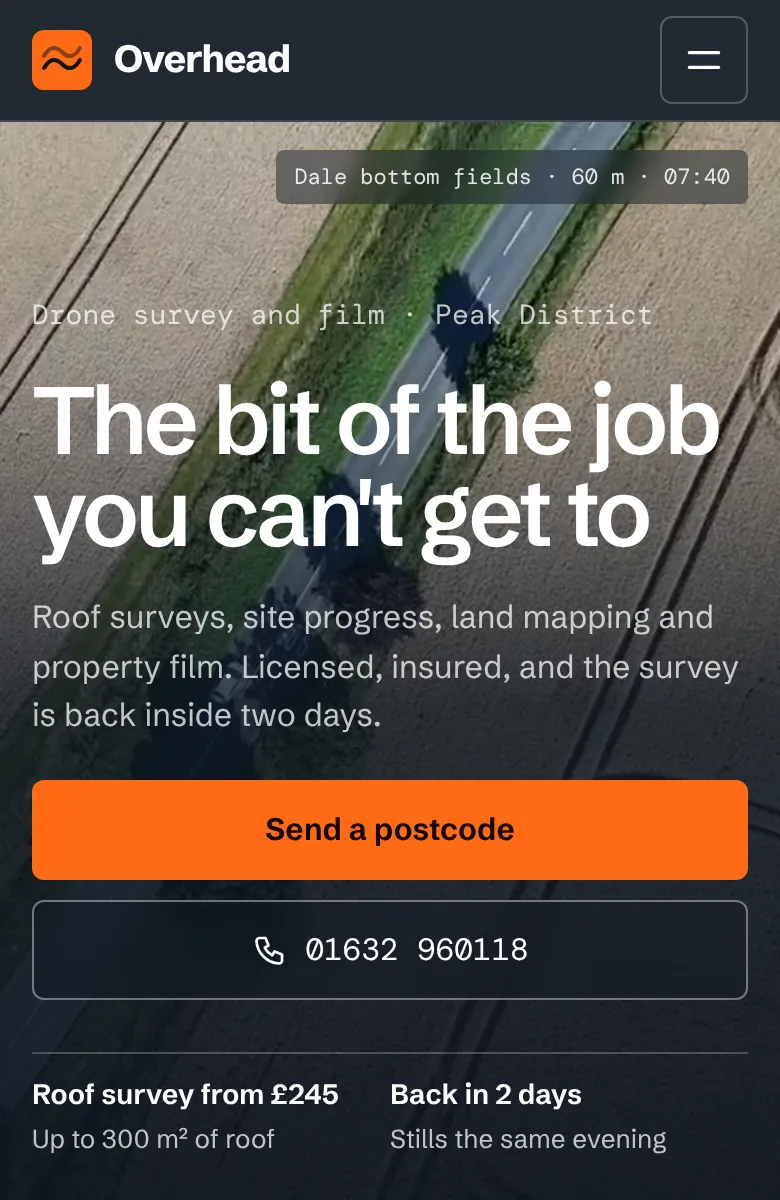 Overhead
Dale bottom fields · 60 m · 07:40
Drone survey and film · Peak District
The bit of the job
you can't get to
Roof surveys, site progress, land mapping and
property film. Licensed, insured, and the survey
is back inside two days.
Send a postcode
01632 960118
Roof survey from £245
Up to 300 m² of roof
Back in 2 days
Stills the same evening